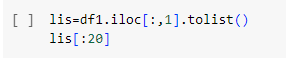 [ ] lis=df1.iloc[:,1].tolist()
lis[:20]